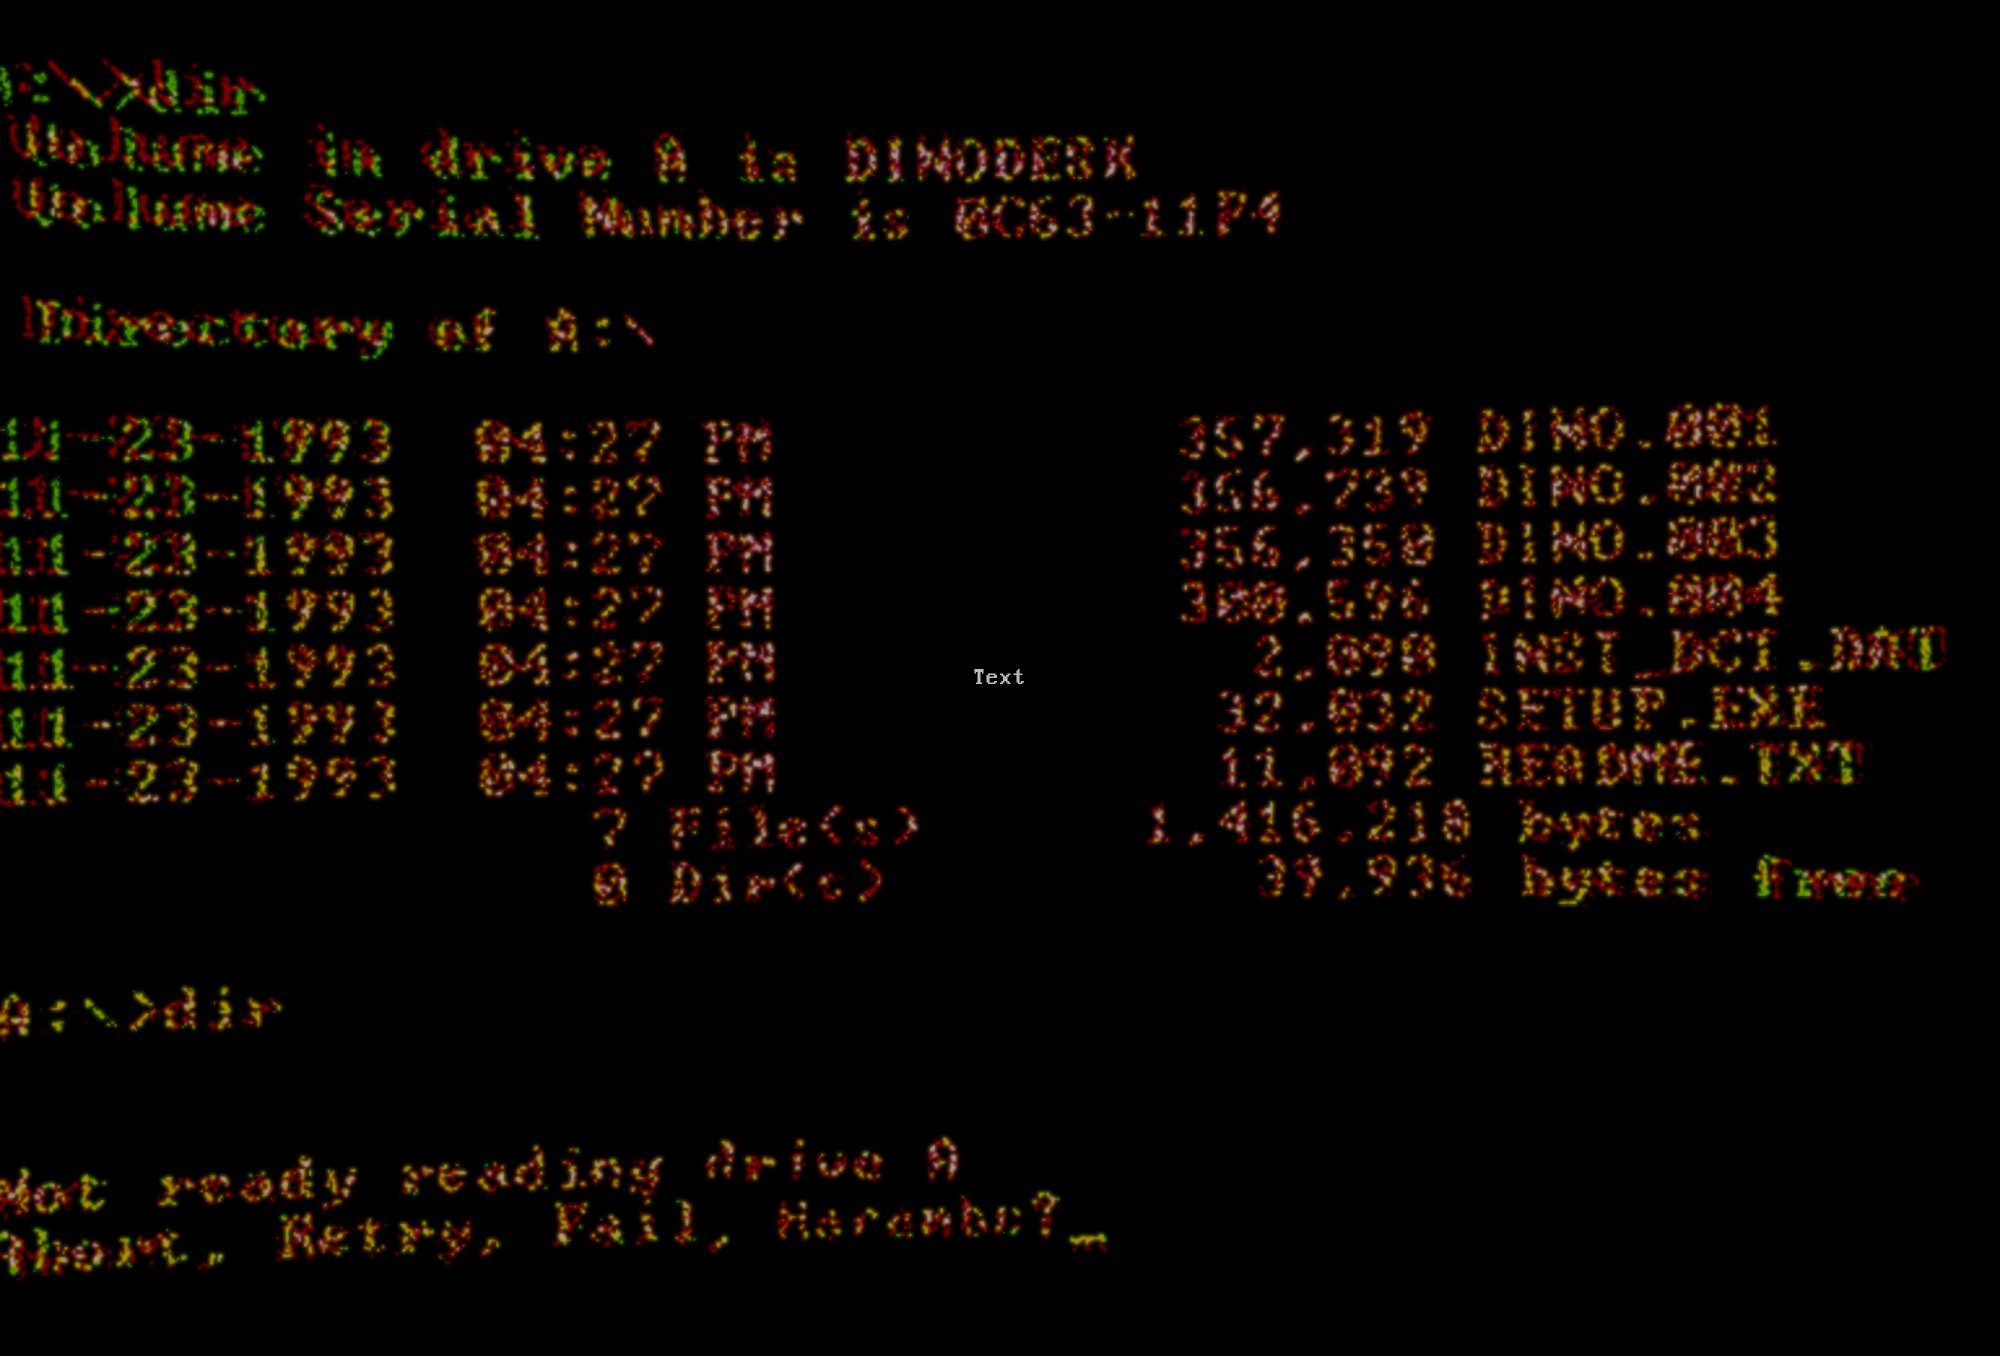 A:\>dir
Volume in drive A is DINODESK
Volume Serial Number is 0C63-11F4
Directory of A:\
11-23-1993 04:27 PM 357,319 DINO.001
11-23-1993 04:27 PM 356,739 DINO.002
11-23-1993 04:27 PM 356,350 DINO.003
11-23-1993 04:27 PM 300,596 DINO.004
11-23-1993 04:27 PM 2,090
11-23-1993 04:27 PM 32,032 SETUP.EXE
11-23-1993 04:27 PM 11,092 README.TXT
7 File(s) 1,416,218 bytes
0 Dir(s) 39,936 bytes free
Text
A:\>dir
Not ready reading drive A
Abort, Retry, Fail, Harambe?_